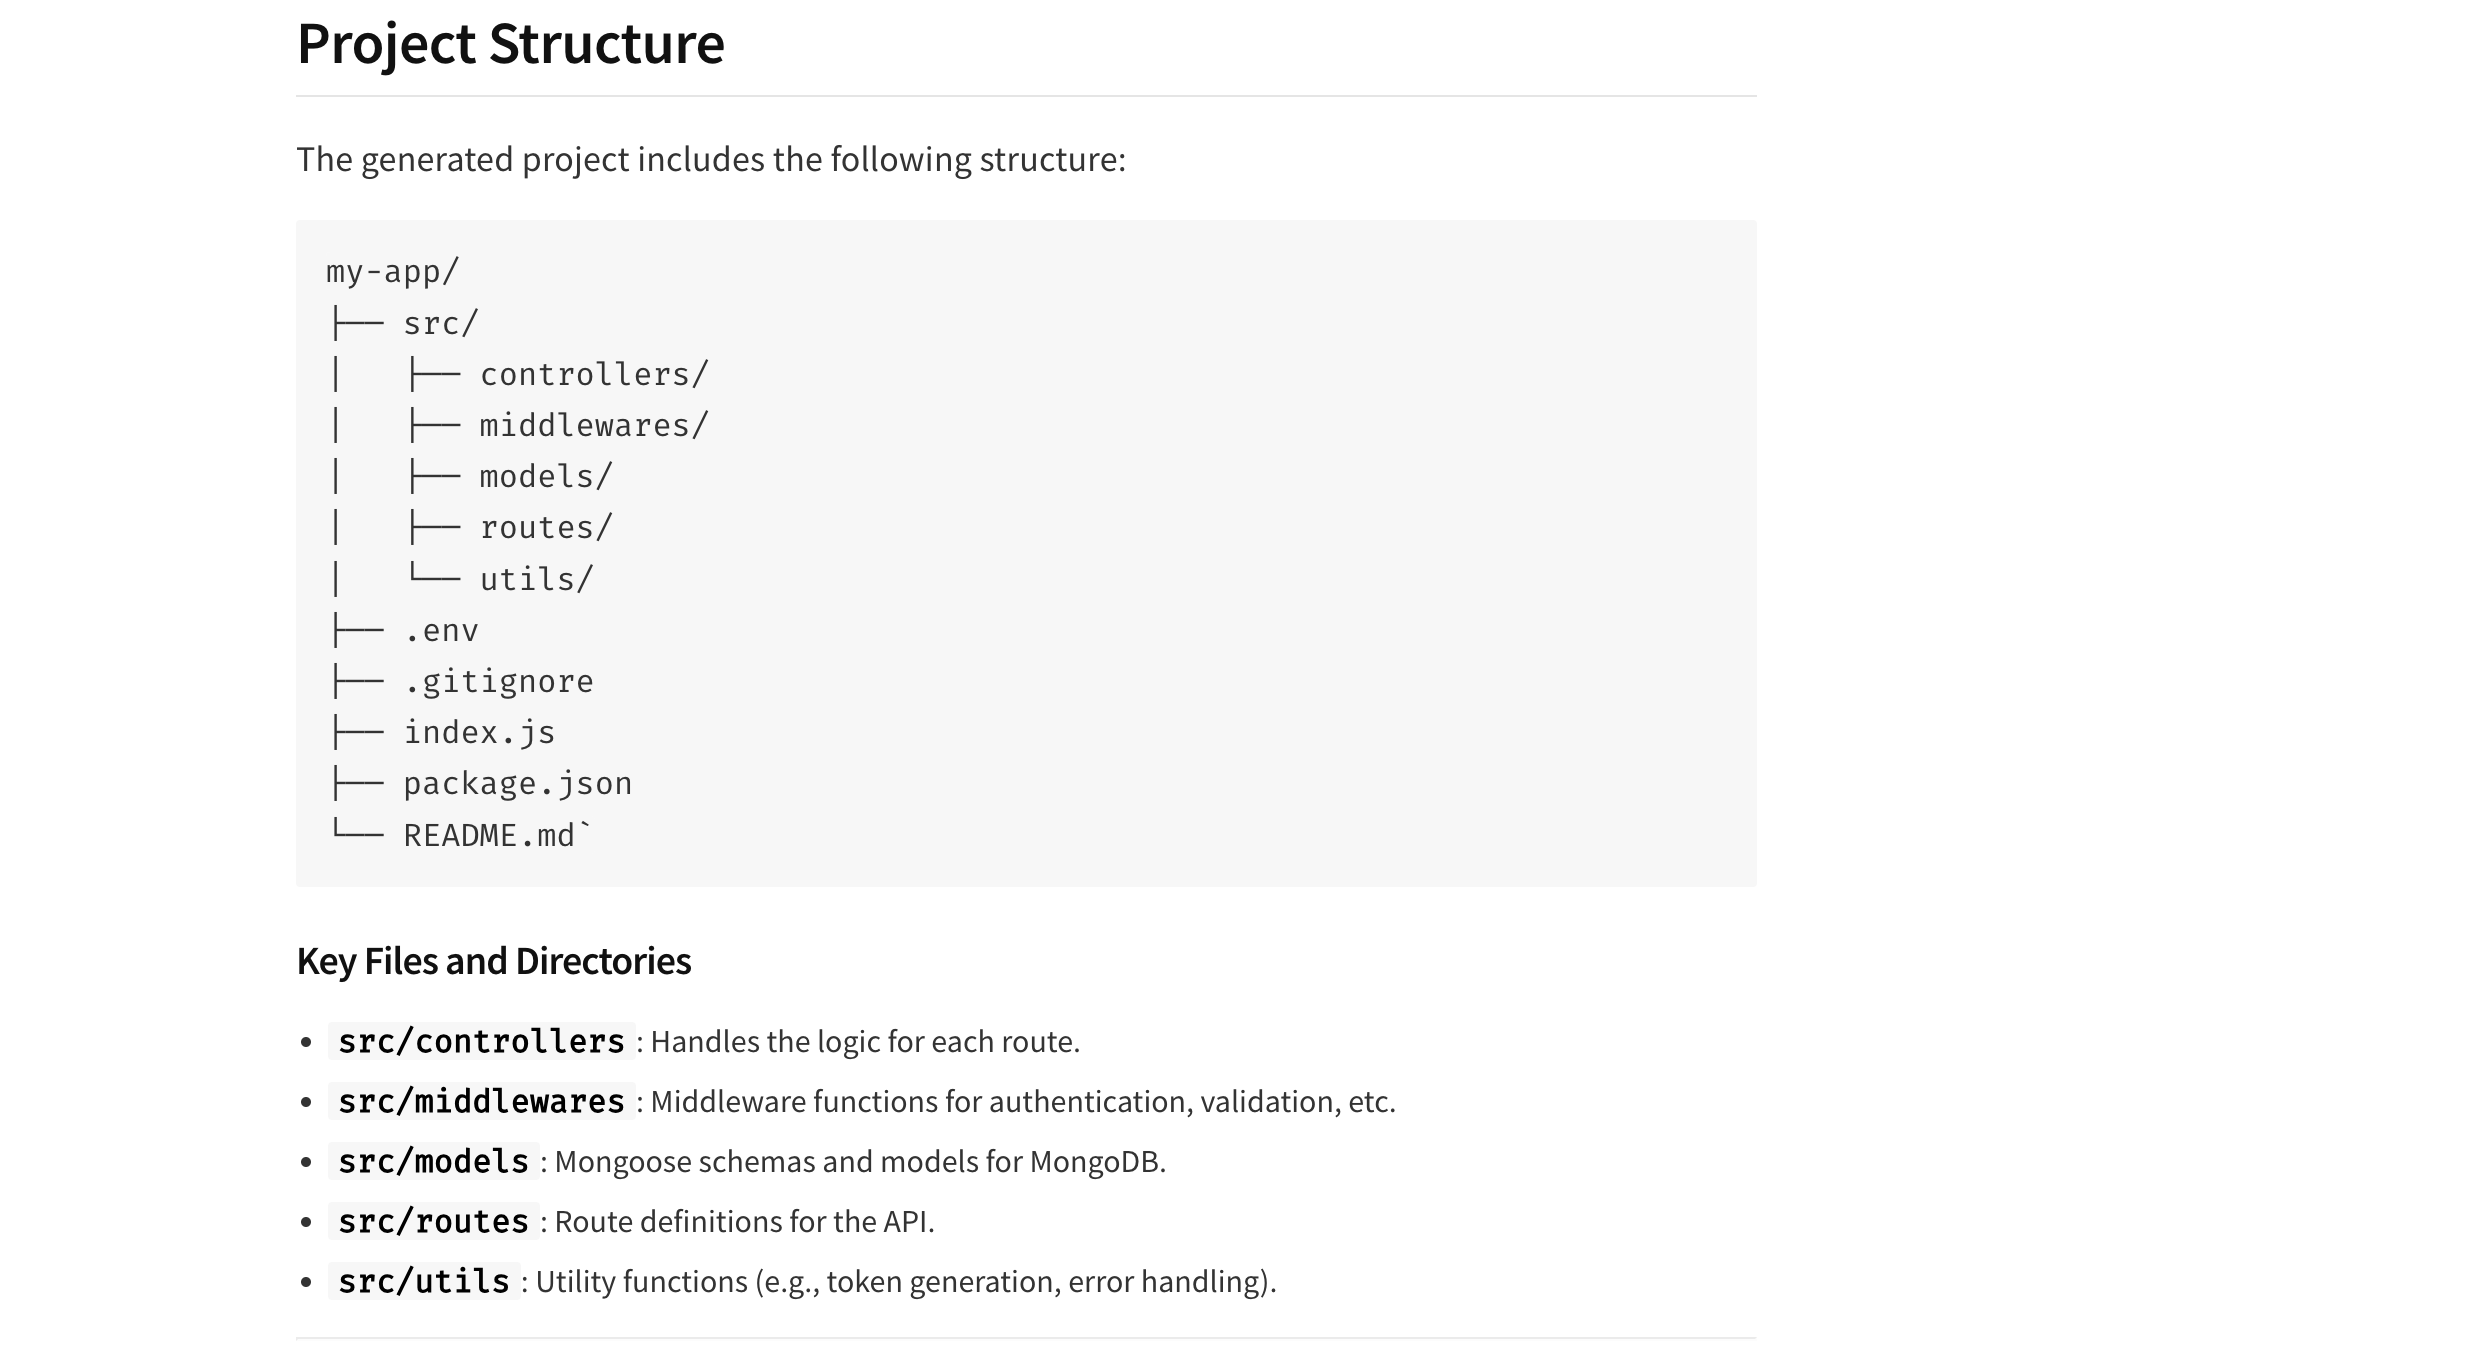 Project Structure
The generated project includes the following structure:
my-app/
├── src/
│   ├── controllers/
│   ├── middlewares/
│   ├── models/
│   ├── routes/
│   └── utils/
├── .env
├── .gitignore
├── index.js
├── package.json
└── README.md`
Key Files and Directories
• src/controllers : Handles the logic for each route.
• src/middlewares : Middleware functions for authentication, validation, etc.
• src/models : Mongoose schemas and models for MongoDB.
• src/routes : Route definitions for the API.
• src/utils : Utility functions (e.g., token generation, error handling).